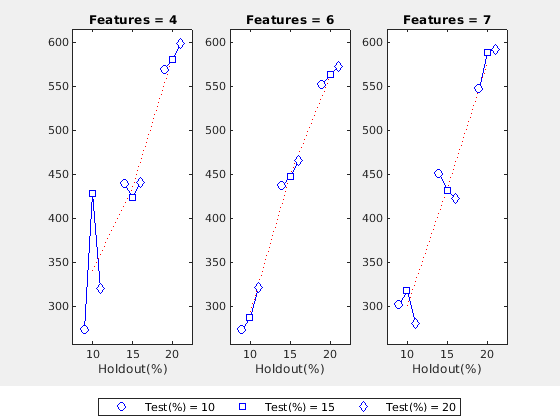 Features = 4 Features = 6 Features = 7
600 600 600
550 550 550
500 500 500
450 450 450
400 400 400
350 350 350
300 300 300
10 15 20 10 15 20 10 15 20
Holdout(%) Holdout(%) Holdout(%)
Test(%) = 10 Test(%) = 15 Test(%) = 20